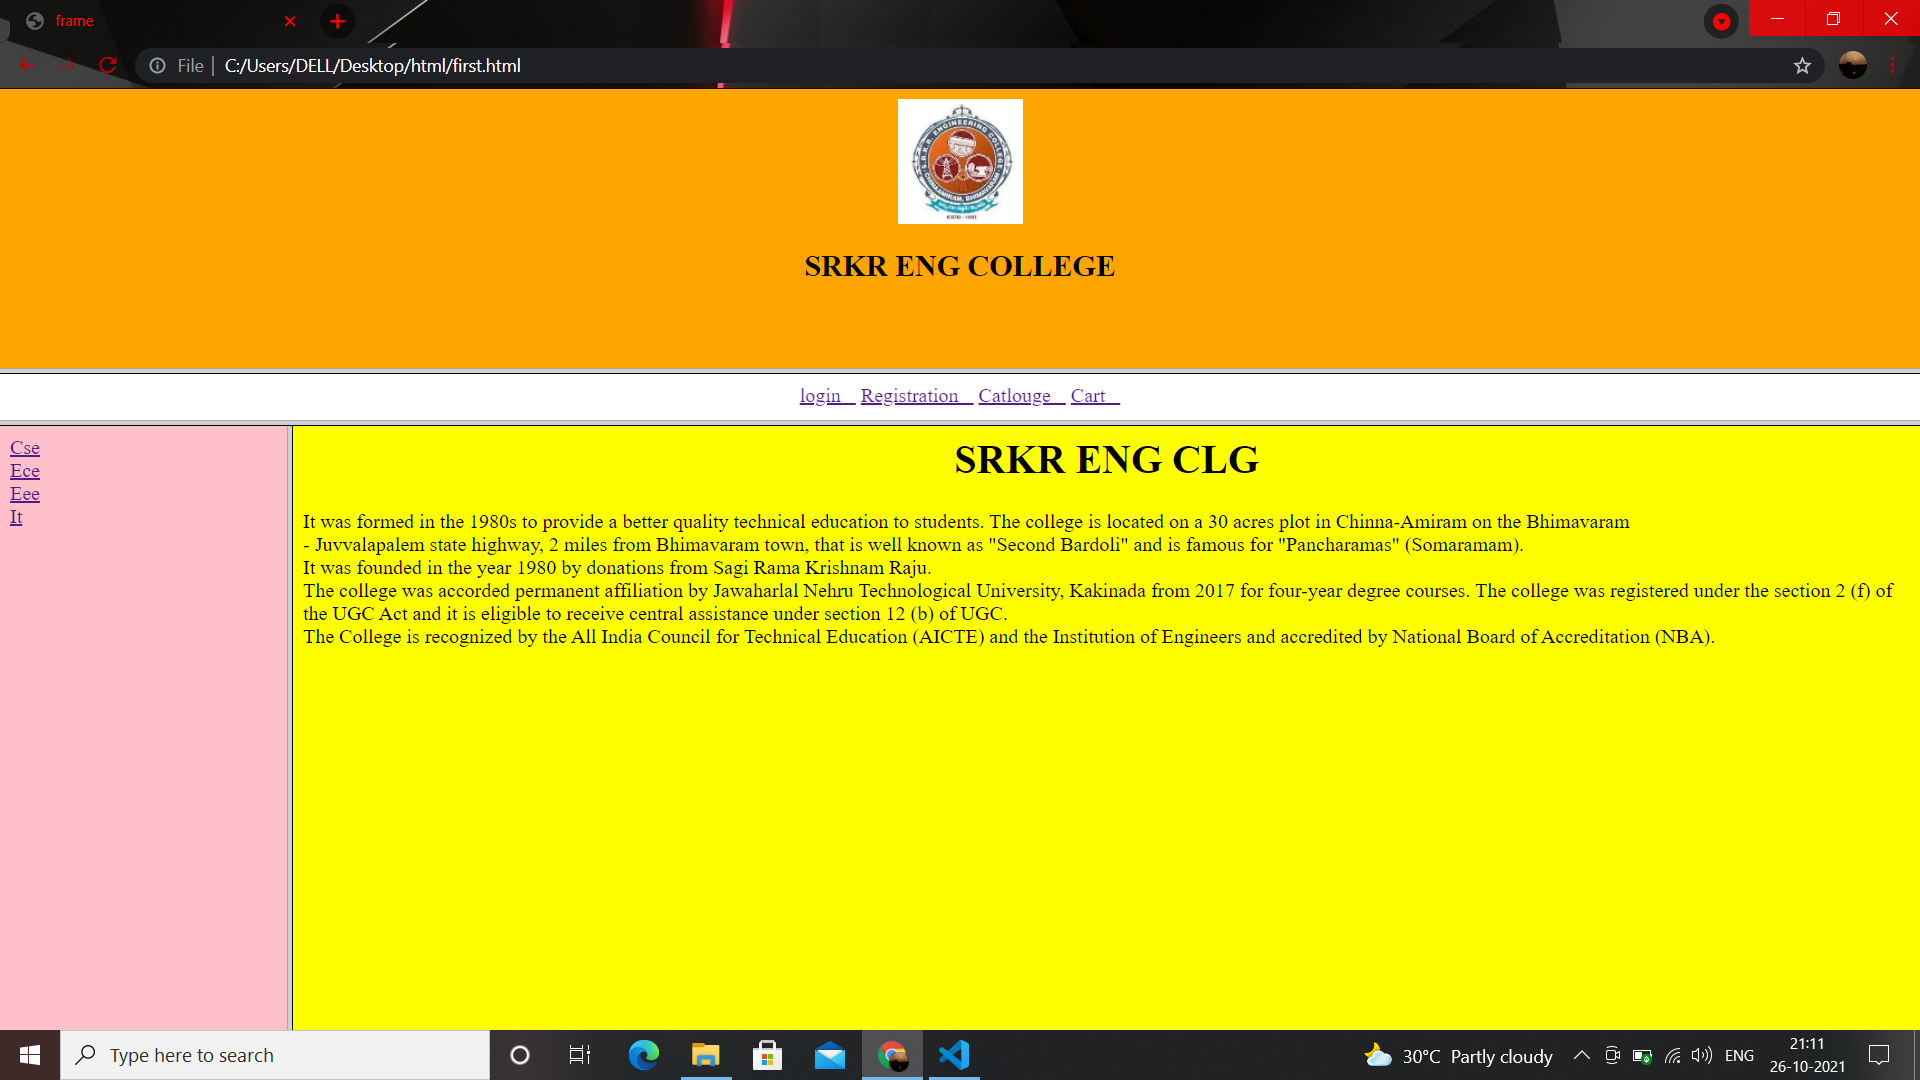 frame
File
C:/Users/DELL/Desktop/html/first.html
S.R.K.R. ENGINEERING COLLEGE
CHINA AMIRAM, BHIMAVARAM
ESTD - 1980
SRKR ENG COLLEGE
login Registration Catlouge Cart
Cse
Ece
Eee
It
SRKR ENG CLG
It was formed in the 1980s to provide a better quality technical education to students. The college is located on a 30 acres plot in Chinna-Amiram on the Bhimavaram
- Juvvalapalem state highway, 2 miles from Bhimavaram town, that is well known as "Second Bardoli" and is famous for "Pancharamas" (Somaramam).
It was founded in the year 1980 by donations from Sagi Rama Krishnam Raju.
The college was accorded permanent affiliation by Jawaharlal Nehru Technological University, Kakinada from 2017 for four-year degree courses. The college was registered under the section 2 (f) of
the UGC Act and it is eligible to receive central assistance under section 12 (b) of UGC.
The College is recognized by the All India Council for Technical Education (AICTE) and the Institution of Engineers and accredited by National Board of Accreditation (NBA).
Type here to search
30°C Partly cloudy
ENG
21:11
26-10-2021